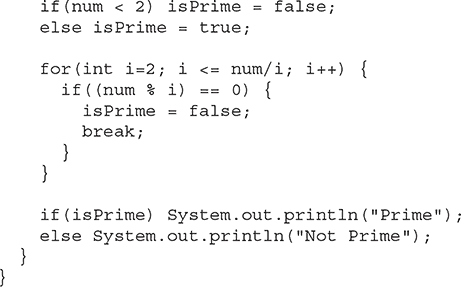 if(num < 2) isPrime = false;
    else isPrime = true;

    for(int i=2; i <= num/i; i++) {
      if((num % i) == 0) {
        isPrime = false;
        break;
      }
    }

    if(isPrime) System.out.println("Prime");
    else System.out.println("Not Prime");
  }
}